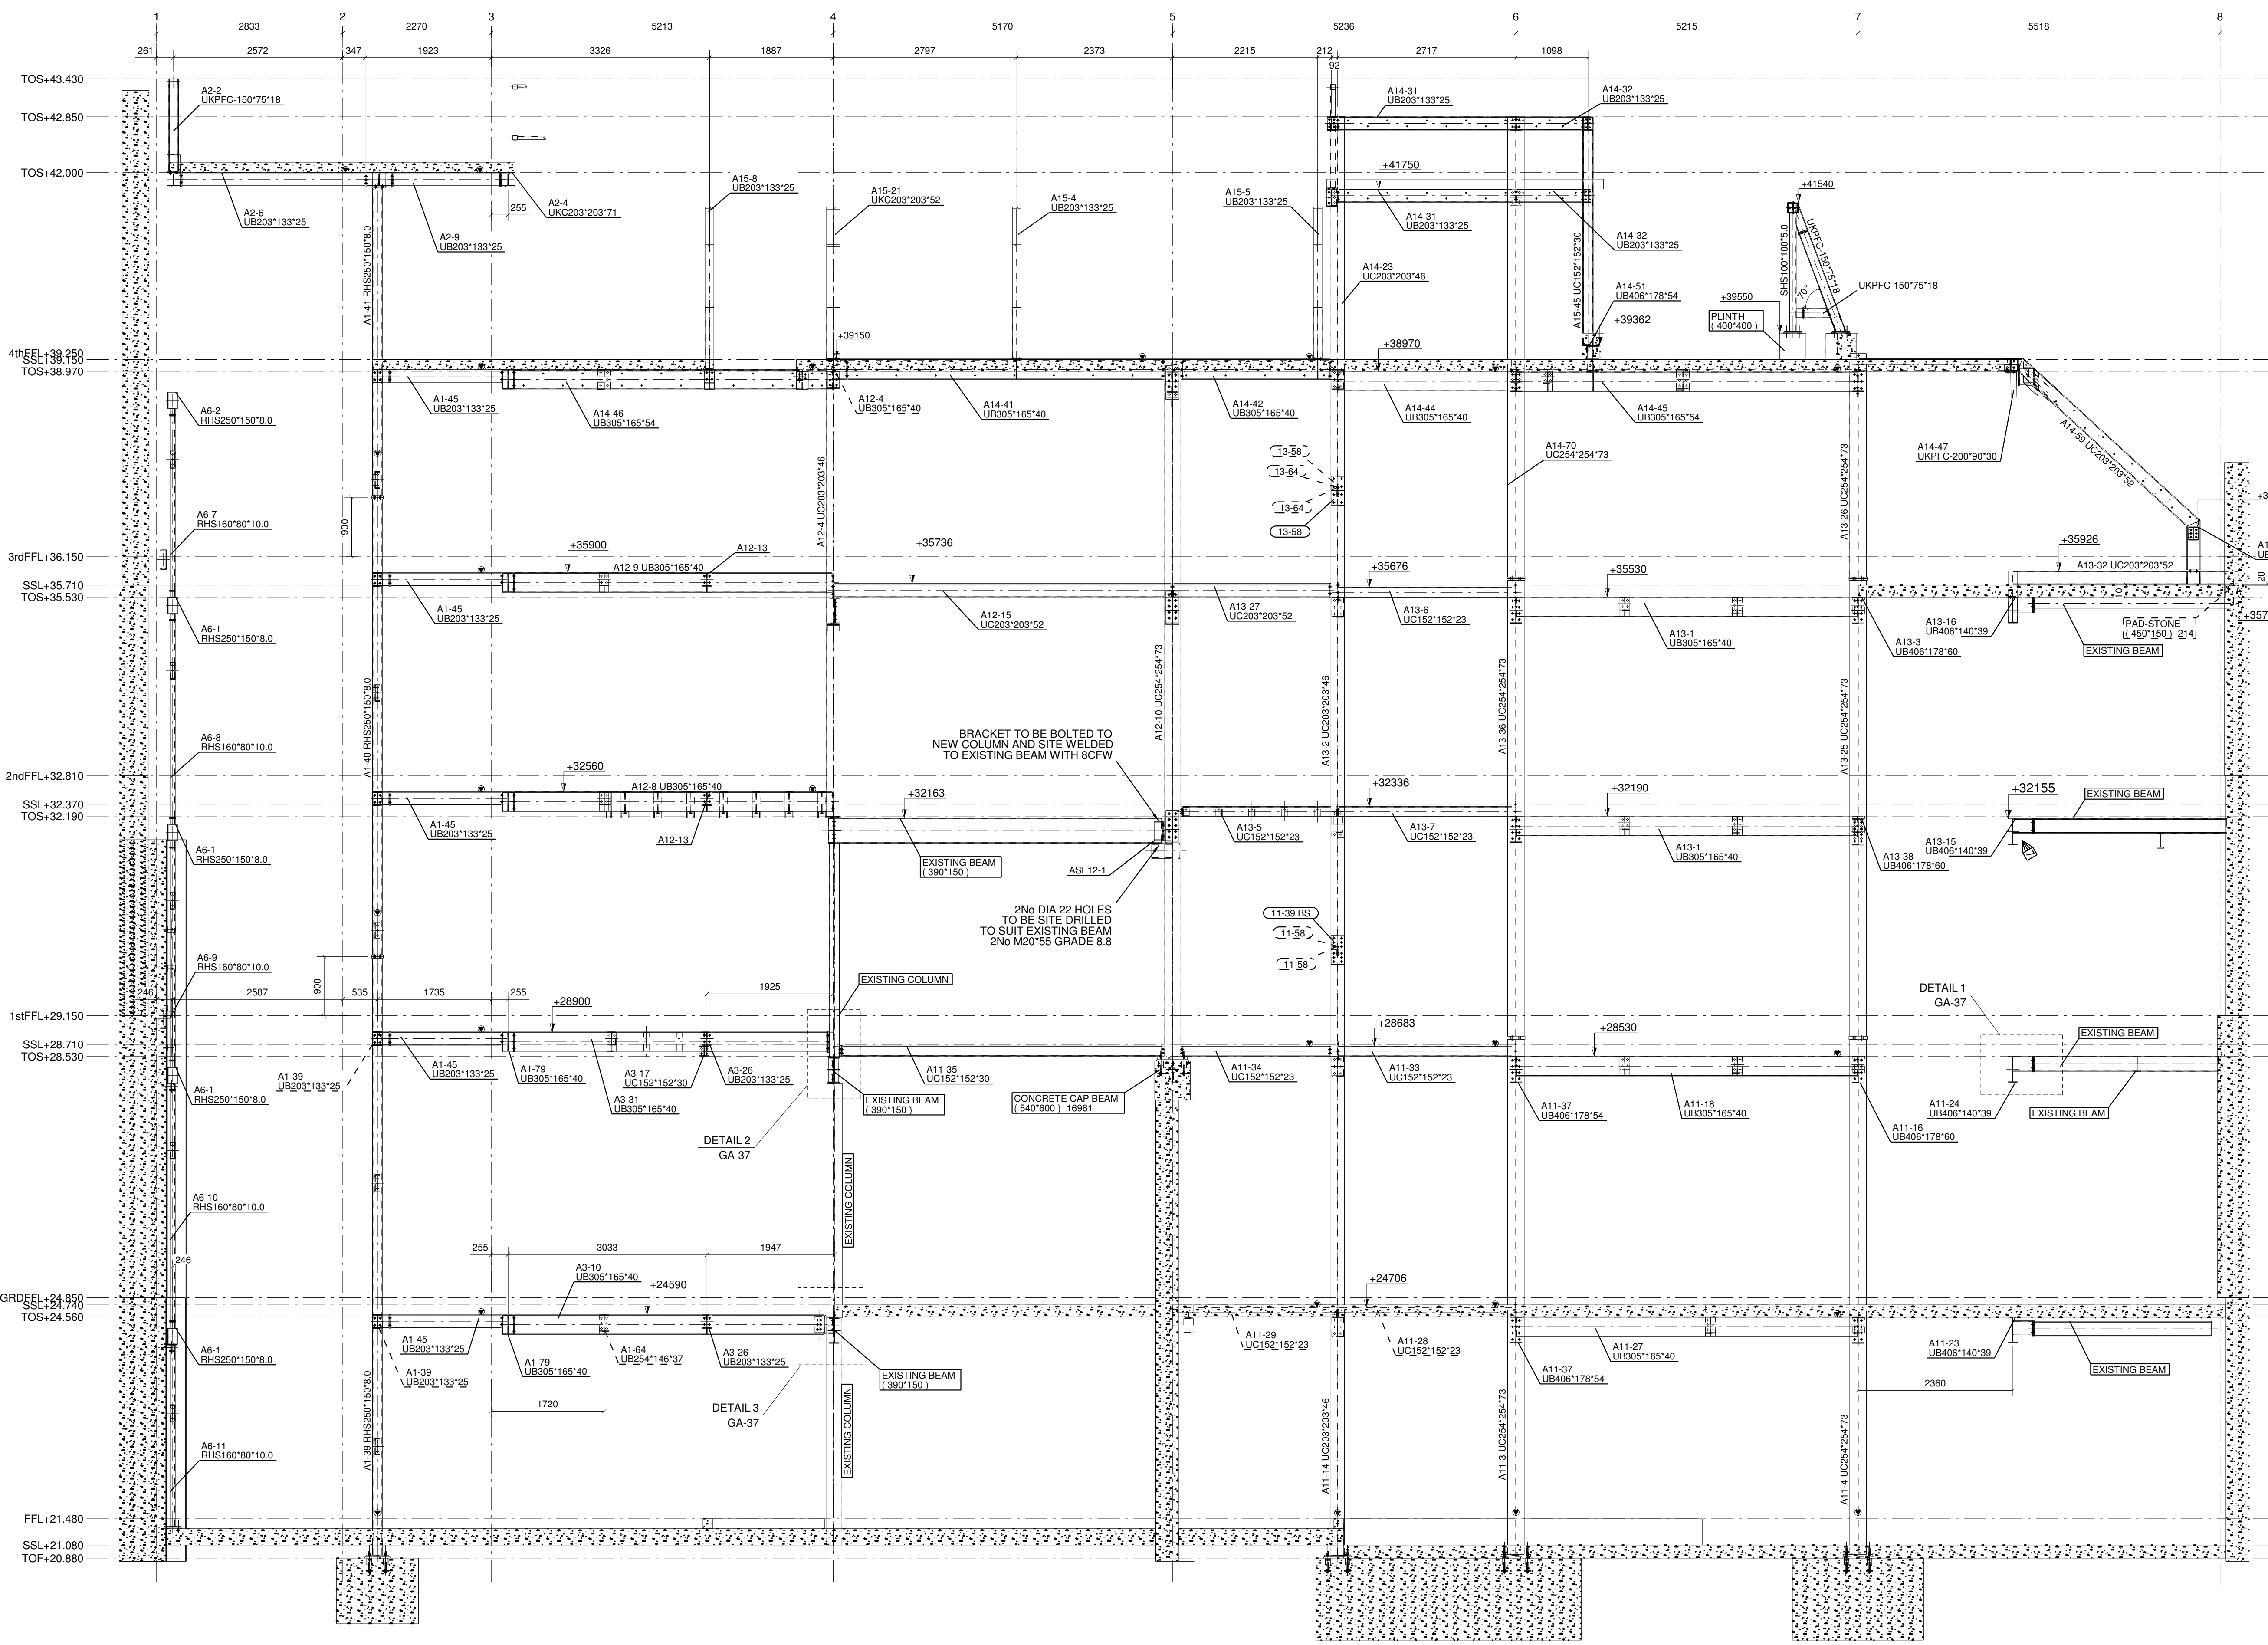 1 2 3 4 5 6 7 8
2833 2270 5213 5170 5236 5215 5518
261 2572 347 1923 3326 1887 2797 2373 2215 212 2717 1098
92
TOS+43.430
A2-2
UKPFC-150*75*18
A14-31
UB203*133*25
A14-32
UB203*133*25
TOS+42.850
TOS+42.000
+41750
A15-8
UB203*133*25
A15-21
UKC203*203*52
A15-4
UB203*133*25
A15-5
UB203*133*25
+41540
A2-6
UB203*133*25
255
A2-4
UKC203*203*71
A2-9
UB203*133*25
A14-31
UB203*133*25
A14-32
UB203*133*25
A1-41 RHS250*150*8.0
A14-23
UC203*203*46
A15-45 UC152*152*30
A14-51
UB406*178*54
+39362
SHS100*100*5.0
UKPFC-150*75*18
70°
UKPFC-150*75*18
+39550
PLINTH
( 400*400 )
+39150
+38970
4thFFL+39.250
SSL+39.150
TOS+38.970
A6-2
RHS250*150*8.0
A1-45
UB203*133*25
A14-46
UB305*165*54
A12-4
UB305*165*40
A14-41
UB305*165*40
A14-42
UB305*165*40
A14-44
UB305*165*40
A14-45
UB305*165*54
A14-47
UKPFC-200*90*30
A14-59 UC203*203*52
13-58
13-64
13-64
13-58
A14-70
UC254*254*73
A12-4 UC203*203*46
A13-26 UC254*254*73
A6-7
RHS160*80*10.0
900
+3
3rdFFL+36.150
SSL+35.710
TOS+35.530
+35900
A12-9 UB305*165*40
A12-13
+35736
+35676
+35530
+35926
A13-32 UC203*203*52
A1
UB
20
10
+357
A6-1
RHS250*150*8.0
A1-45
UB203*133*25
A12-15
UC203*203*52
A13-27
UC203*203*52
A13-6
UC152*152*23
A13-1
UB305*165*40
A13-3
UB406*178*60
A13-16
UB406*140*39
PAD-STONE
( 450*150 ) 214
EXISTING BEAM
A6-8
RHS160*80*10.0
A1-40 RHS250*150*8.0
A12-10 UC254*254*73
A13-2 UC203*203*46
A13-36 UC254*254*73
A13-25 UC254*254*73
BRACKET TO BE BOLTED TO
NEW COLUMN AND SITE WELDED
TO EXISTING BEAM WITH 8CFW
2ndFFL+32.810
SSL+32.370
TOS+32.190
+32560
A12-8 UB305*165*40
+32163
+32336
+32190
+32155
EXISTING BEAM
A6-1
RHS250*150*8.0
A1-45
UB203*133*25
A12-13
EXISTING BEAM
( 390*150 )
ASF12-1
A13-5
UC152*152*23
A13-7
UC152*152*23
A13-1
UB305*165*40
A13-38
UB406*178*60
A13-15
UB406*140*39
2No DIA 22 HOLES
TO BE SITE DRILLED
TO SUIT EXISTING BEAM
2No M20*55 GRADE 8.8
11-39 BS
11-58
11-58
A6-9
RHS160*80*10.0
246 2587 535 1735 255 1925
900
EXISTING COLUMN
DETAIL 1
GA-37
1stFFL+29.150
SSL+28.710
TOS+28.530
+28900
+28683
+28530
EXISTING BEAM
A6-1
RHS250*150*8.0
A1-39
UB203*133*25
A1-45
UB203*133*25
A1-79
UB305*165*40
A3-17
UC152*152*30
A3-31
UB305*165*40
A3-26
UB203*133*25
EXISTING BEAM
( 390*150 )
A11-35
UC152*152*30
CONCRETE CAP BEAM
( 540*600 ) 16961
A11-34
UC152*152*23
A11-33
UC152*152*23
A11-37
UB406*178*54
A11-18
UB305*165*40
A11-16
UB406*178*60
A11-24
UB406*140*39
EXISTING BEAM
DETAIL 2
GA-37
EXISTING COLUMN
A6-10
RHS160*80*10.0
246
255 3033 1947
A3-10
UB305*165*40
+24590
+24706
GRDFFL+24.850
SSL+24.740
TOS+24.560
A6-1
RHS250*150*8.0
A1-45
UB203*133*25
A1-39
UB203*133*25
A1-79
UB305*165*40
A1-64
UB254*146*37
A3-26
UB203*133*25
EXISTING BEAM
( 390*150 )
A11-29
UC152*152*23
A11-28
UC152*152*23
A11-27
UB305*165*40
A11-37
UB406*178*54
A11-23
UB406*140*39
EXISTING BEAM
1720
2360
DETAIL 3
GA-37
EXISTING COLUMN
A1-39 RHS250*150*8.0
A11-14 UC203*203*46
A11-3 UC254*254*73
A11-4 UC254*254*73
A6-11
RHS160*80*10.0
FFL+21.480
SSL+21.080
TOF+20.880